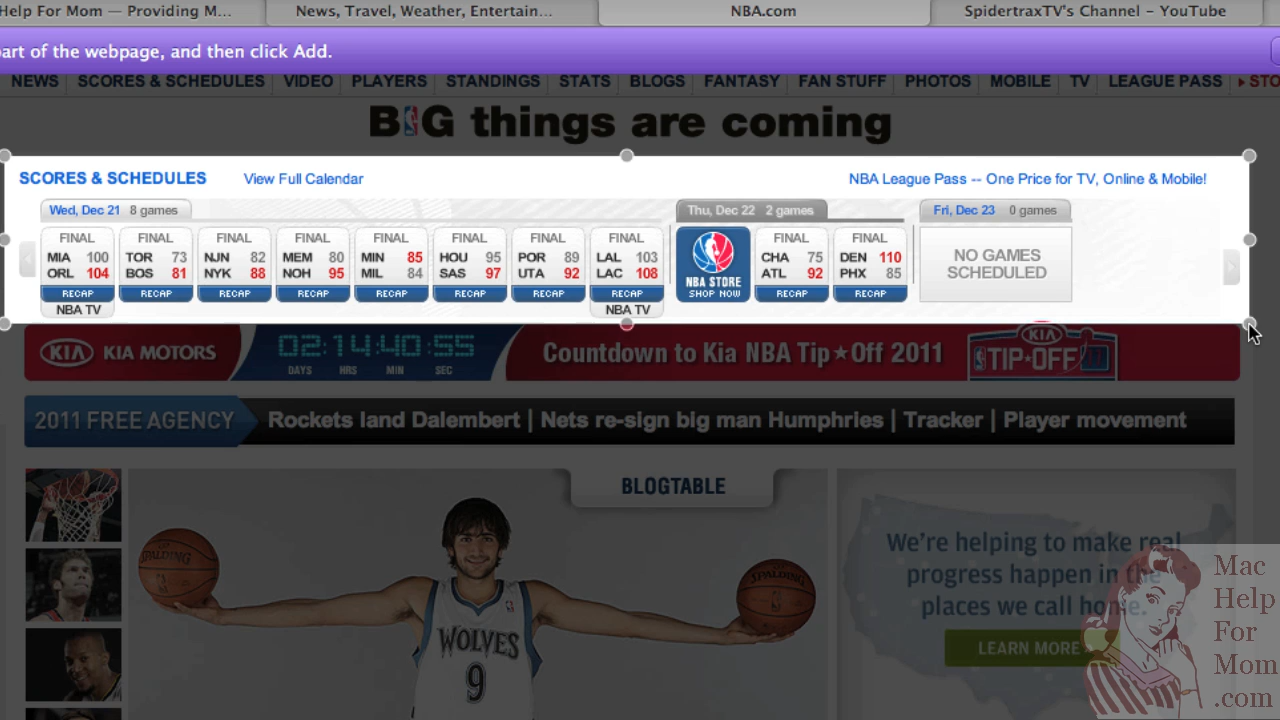 Help For Mom — Providing M... News, Travel, Weather, Entertain... NBA.com SpidertraxTV's Channel – YouTube
part of the webpage, and then click Add.
NEWS SCORES & SCHEDULES VIDEO PLAYERS STANDINGS STATS BLOGS FANTASY FAN STUFF PHOTOS MOBILE TV LEAGUE PASS STO
BIG things are coming
SCORES & SCHEDULES View Full Calendar NBA League Pass -- One Price for TV, Online & Mobile!
Wed, Dec 21 8 games Thu, Dec 22 2 games Fri, Dec 23 0 games
FINAL FINAL FINAL FINAL FINAL FINAL FINAL FINAL FINAL FINAL
MIA 100 TOR 73 NJN 82 MEM 80 MIN 85 HOU 95 POR 89 LAL 103 CHA 75 DEN 110 NO GAMES
ORL 104 BOS 81 NYK 88 NOH 95 MIL 84 SAS 97 UTA 92 LAC 108 NBA STORE ATL 92 PHX 85 SCHEDULED
RECAP RECAP RECAP RECAP RECAP RECAP RECAP RECAP SHOP NOW RECAP RECAP
NBA TV NBA TV
KIA KIA MOTORS 02:14:40:55 Countdown to Kia NBA Tip★Off 2011 KIA TIP★OFF 11
DAYS HRS MIN SEC
2011 FREE AGENCY Rockets land Dalembert | Nets re-sign big man Humphries | Tracker | Player movement
BLOGTABLE
SPALDING SPALDING
WOLVES
9
We're helping to make real
progress happen in the
places we call home.
LEARN MORE
Mac
Help
For
Mom
.com